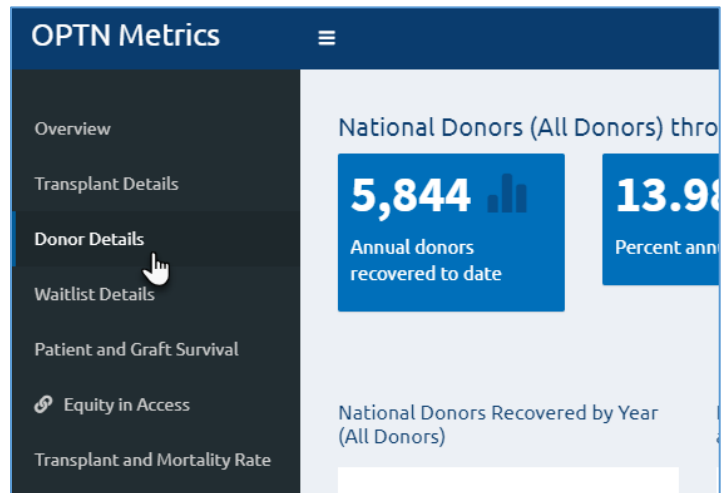 OPTN Metrics
Overview
Transplant Details
Donor Details
Waitlist Details
Patient and Graft Survival
Equity in Access
Transplant and Mortality Rate
National Donors (All Donors) thro
5,844
Annual donors
recovered to date
13.98
Percent ann
National Donors Recovered by Year
(All Donors)